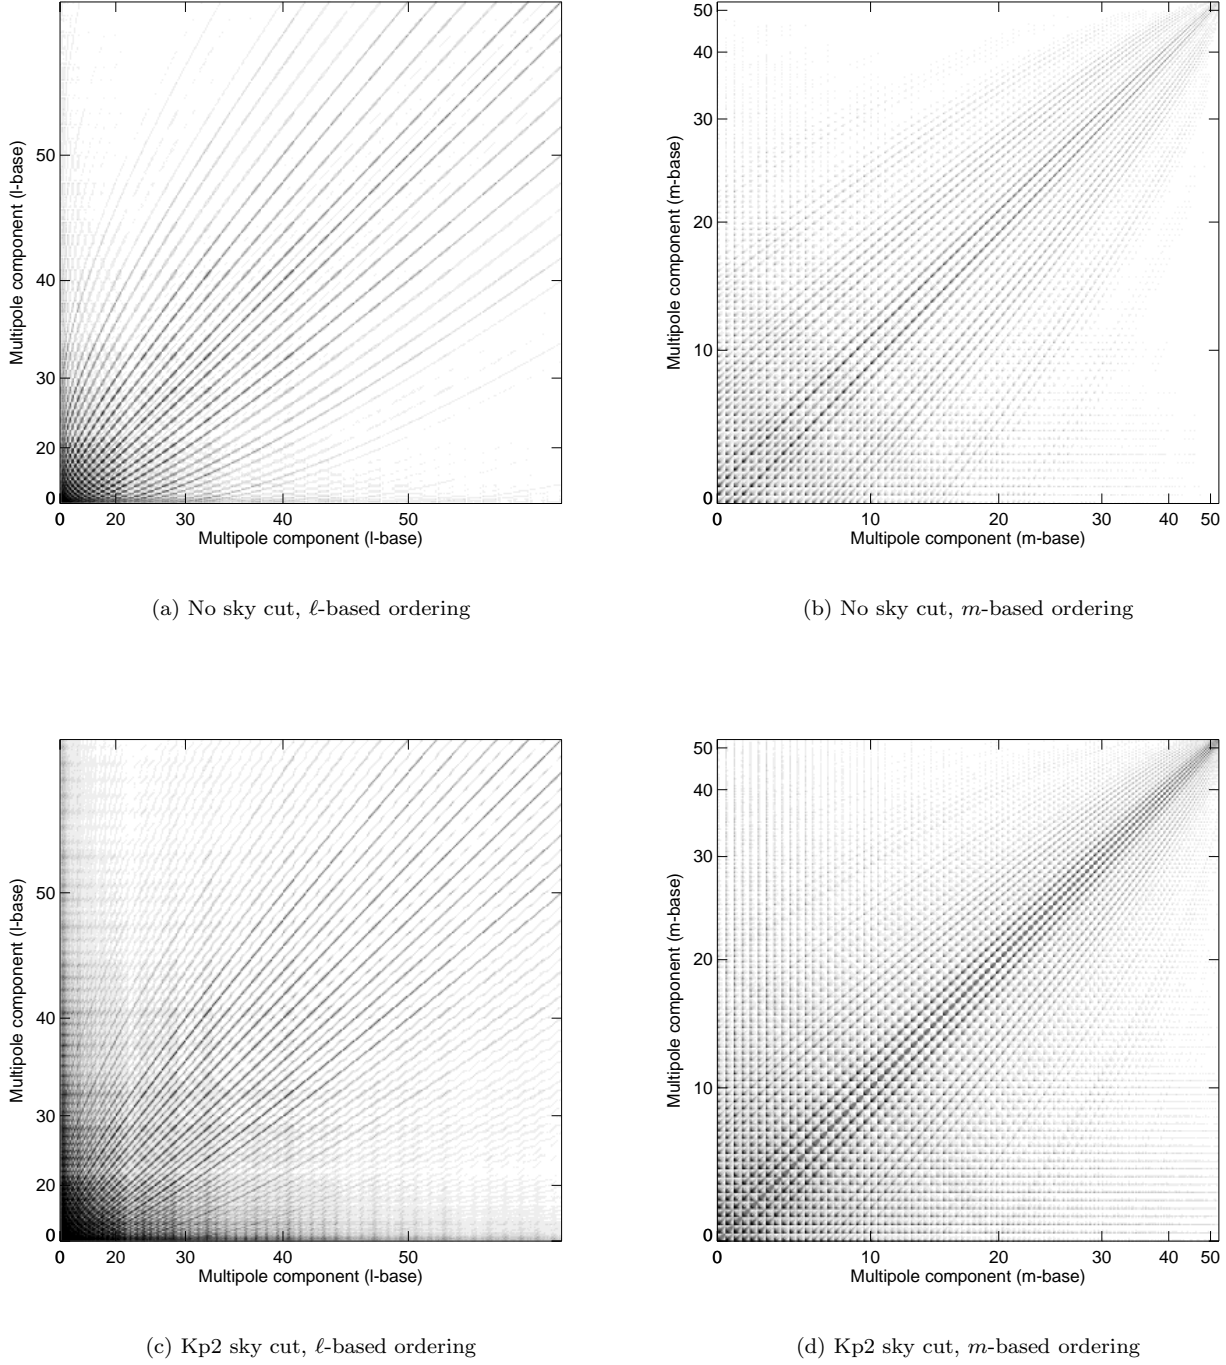 50
40
30
20
0
Multipole component (l-base)
0 20 30 40 50
Multipole component (l-base)
(a) No sky cut, ℓ-based ordering
50
40
30
20
10
0
Multipole component (m-base)
0 10 20 30 40 50
Multipole component (m-base)
(b) No sky cut, m-based ordering
50
40
30
20
0
Multipole component (l-base)
0 20 30 40 50
Multipole component (l-base)
(c) Kp2 sky cut, ℓ-based ordering
50
40
30
20
10
0
Multipole component (m-base)
0 10 20 30 40 50
Multipole component (m-base)
(d) Kp2 sky cut, m-based ordering